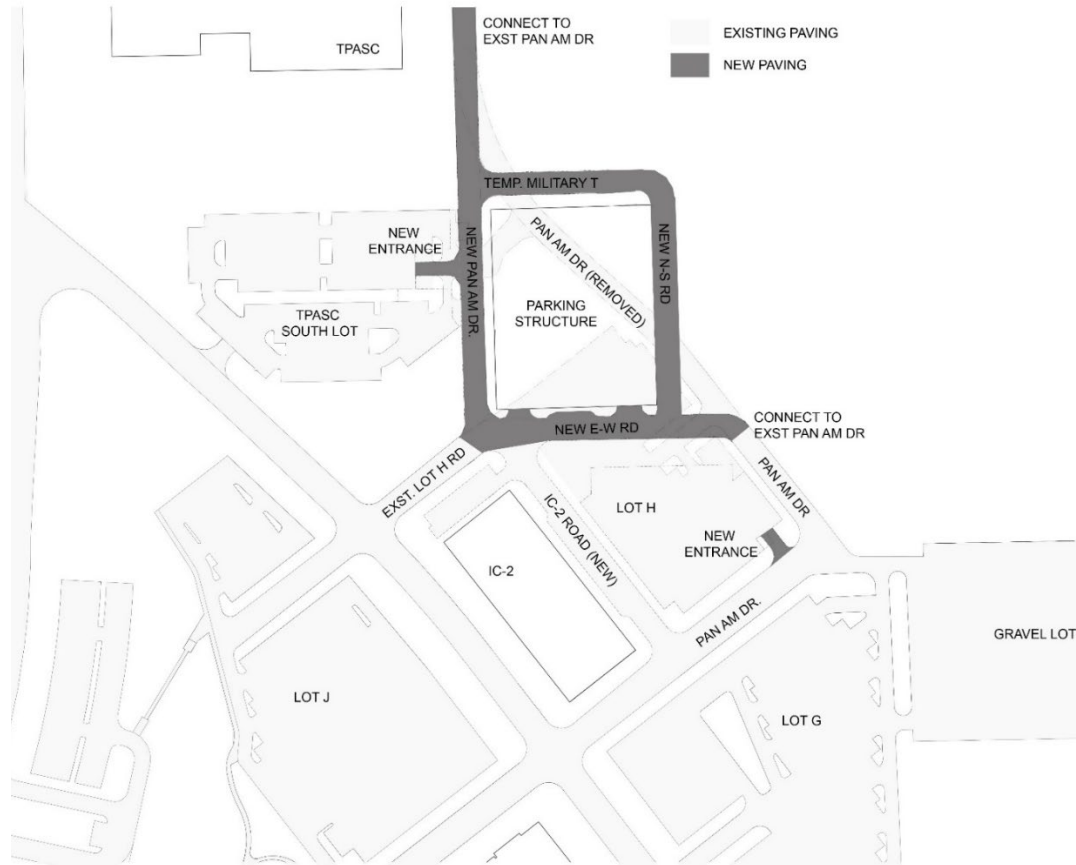 CONNECT TO
EXST PAN AM DR
EXISTING PAVING
NEW PAVING
TPASC
TEMP. MILITARY T
NEW
ENTRANCE
NEW PAN AM DR.
PAN AM DR (REMOVED)
NEW N-S RD
PARKING
STRUCTURE
TPASC
SOUTH LOT
NEW E-W RD
CONNECT TO
EXST PAN AM DR
EXST. LOT H RD
PAN AM DR
LOT H
IC-2 ROAD (NEW)
NEW
ENTRANCE
IC-2
PAN AM DR.
GRAVEL LOT
LOT J
LOT G